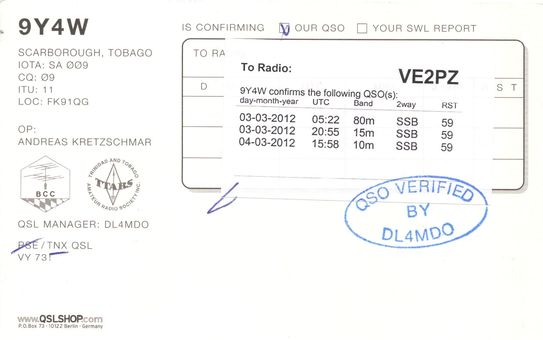 9Y4W
IS CONFIRMING OUR QSO YOUR SWL REPORT
SCARBOROUGH, TOBAGO
IOTA: SA ØØ9
CQ: Ø9
ITU: 11
LOC: FK91QG
OP:
ANDREAS KRETZSCHMAR
BCC
TRINIDAD AND TOBAGO
TTARS
AMATEUR RADIO SOCIETY INC.
QSL MANAGER: DL4MDO
PSE / TNX QSL
VY 73!
www.QSLSHOP.com
P.O. Box 73 · 10122 Berlin · Germany
TO RA
D
S T
To Radio: VE2PZ
9Y4W confirms the following QSO(s):
day-month-year UTC Band 2way RST
03-03-2012 05:22 80m SSB 59
03-03-2012 20:55 15m SSB 59
04-03-2012 15:58 10m SSB 59
QSO VERIFIED
BY
DL4MDO